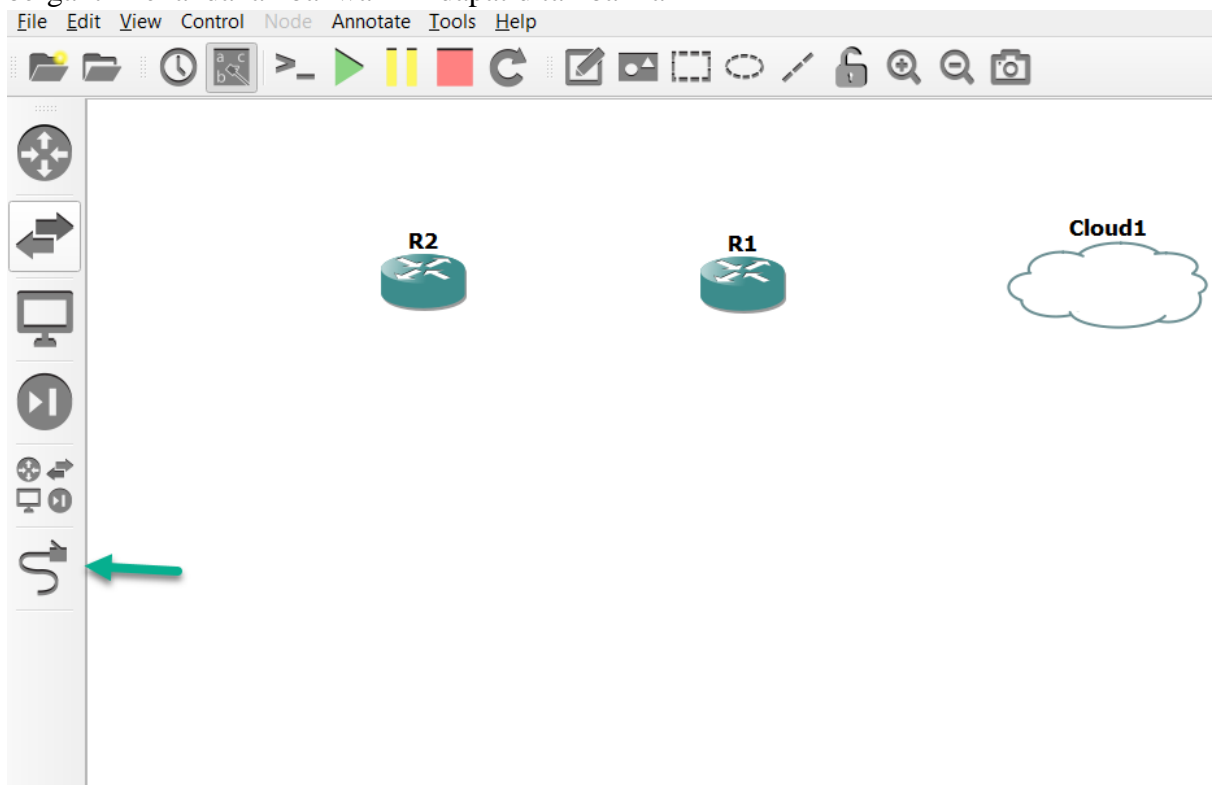 File Edit View Control Node Annotate Tools Help
a c
b
R2
R1
Cloud1